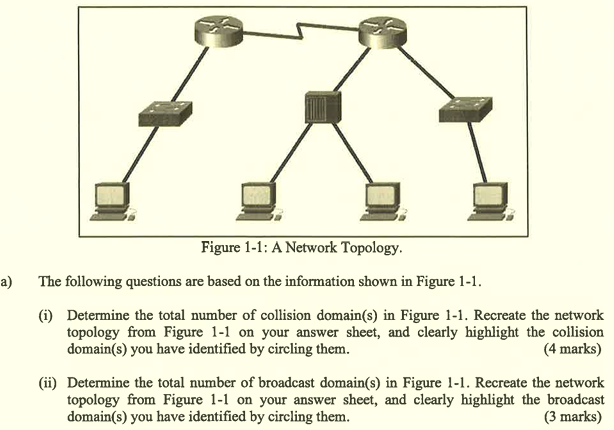 Figure 1-1: A Network Topology.
a) The following questions are based on the information shown in Figure 1-1.
(i) Determine the total number of collision domain(s) in Figure 1-1. Recreate the network
topology from Figure 1-1 on your answer sheet, and clearly highlight the collision
domain(s) you have identified by circling them. (4 marks)
(ii) Determine the total number of broadcast domain(s) in Figure 1-1. Recreate the network
topology from Figure 1-1 on your answer sheet, and clearly highlight the broadcast
domain(s) you have identified by circling them. (3 marks)